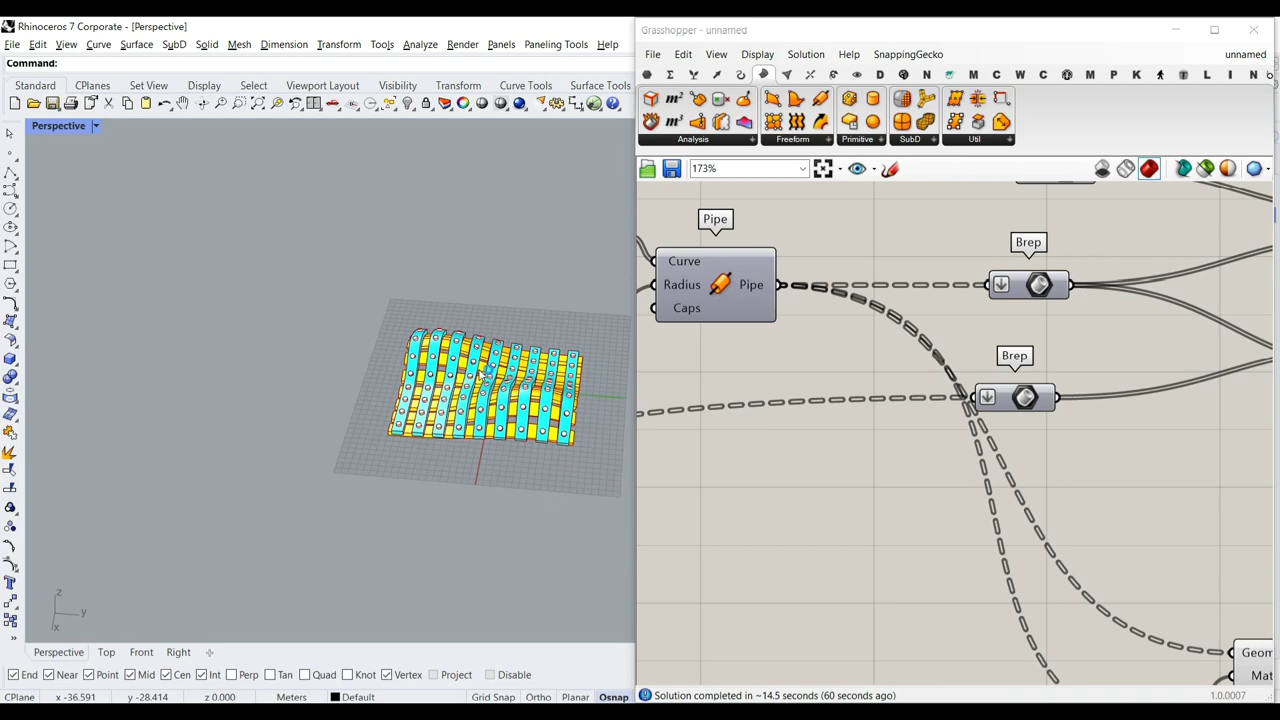 Rhinoceros 7 Corporate - [Perspective]
File Edit View Curve Surface SubD Solid Mesh Dimension Transform Tools Analyze Render Panels Paneling Tools Help
Command:
Standard CPlanes Set View Display Select Viewport Layout Visibility Transform Curve Tools Surface Tools
Perspective
z
y
x
Perspective Top Front Right
End Near Point Mid Cen Int Perp Tan Quad Knot Vertex Project Disable
CPlane x -36.591 y -28.414 z 0.000 Meters Default Grid Snap Ortho Planar Osnap
Grasshopper - unnamed
File Edit View Display Solution Help SnappingGecko unnamed
D N M C W C M P K T L I N
m² m³
Analysis Freeform Primitive SubD Util
173%
Pipe
Curve
Radius Pipe
Caps
Brep
Brep
Geom
Mat
Solution completed in ~14.5 seconds (60 seconds ago) 1.0.0007